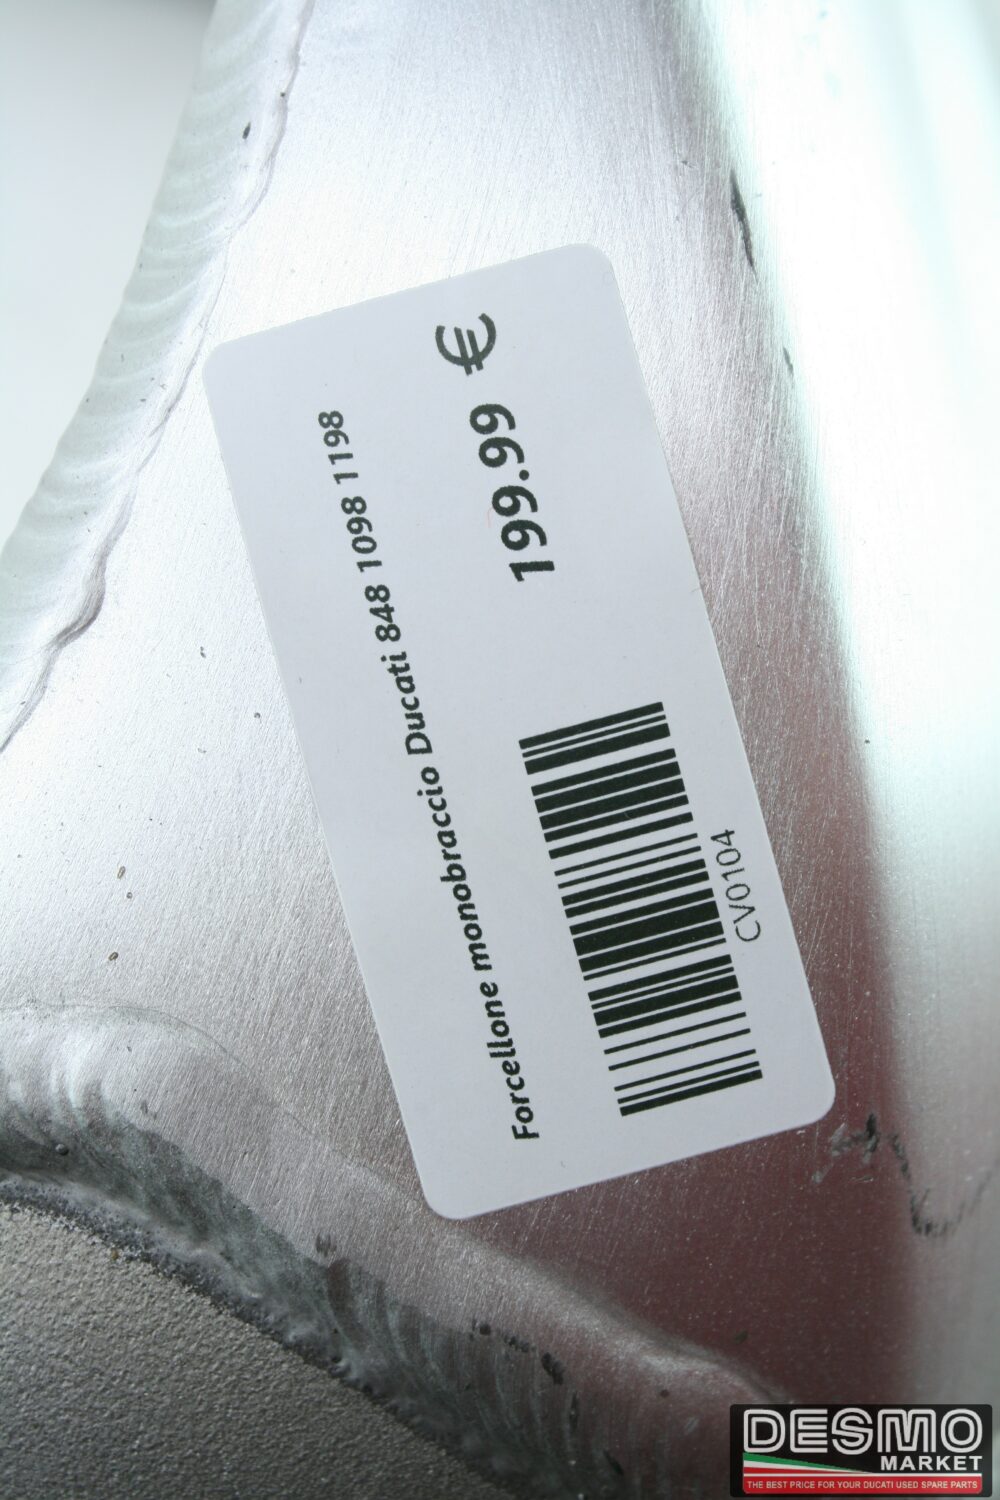 Forcellone monobraccio Ducati 848 1098 1198
199.99 €
CV0104
DESMO
MARKET
THE BEST PRICE FOR YOUR DUCATI USED SPARE PARTS